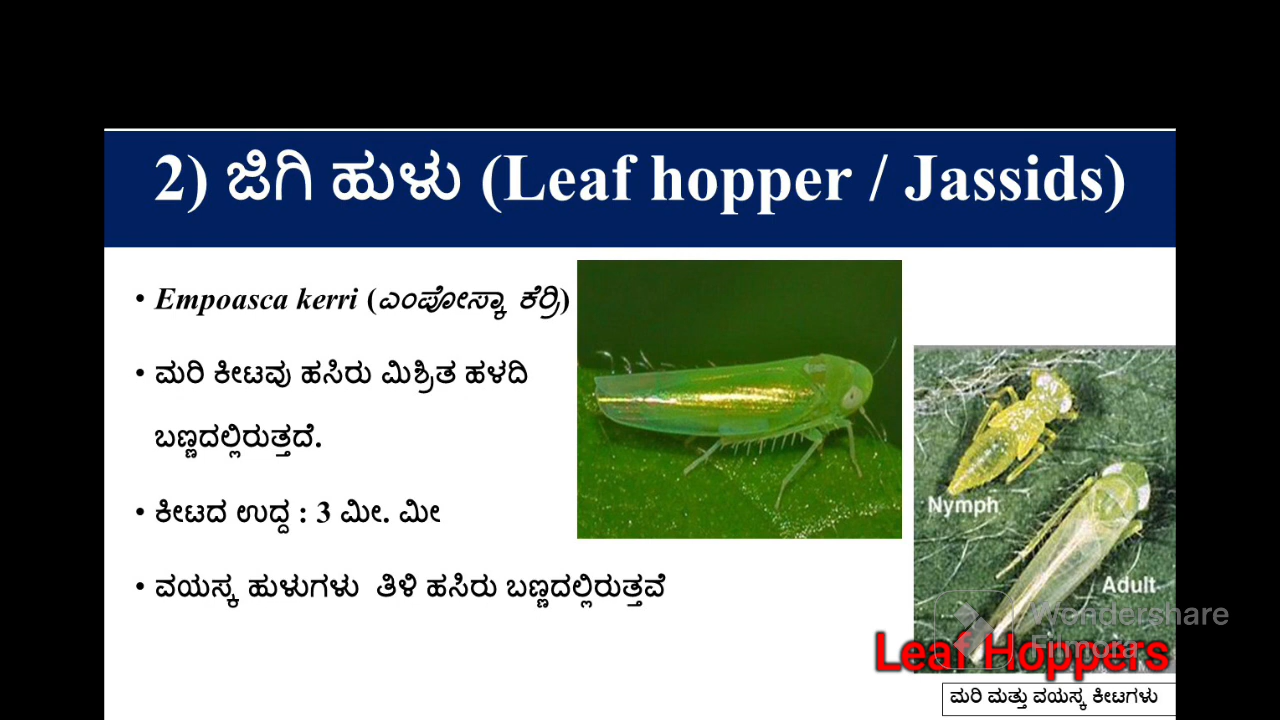 2) ಜಿಗಿ ಹುಳು (Leaf hopper / Jassids)
• Empoasca kerri (ಎಂಪೋಸ್ಕಾ ಕೆರ್ರಿ)
• ಮರಿ ಕೀಟವು ಹಸಿರು ಮಿಶ್ರಿತ ಹಳದಿ
ಬಣ್ಣದಲ್ಲಿರುತ್ತದೆ.
• ಕೀಟದ ಉದ್ದ : 3 ಮೀ. ಮೀ
• ವಯಸ್ಕ ಹುಳುಗಳು ತಿಳಿ ಹಸಿರು ಬಣ್ಣದಲ್ಲಿರುತ್ತವೆ
Nymph
Adult
Wondershare
Filmora
Leaf Hoppers
ಮರಿ ಮತ್ತು ವಯಸ್ಕ ಕೀಟಗಳು